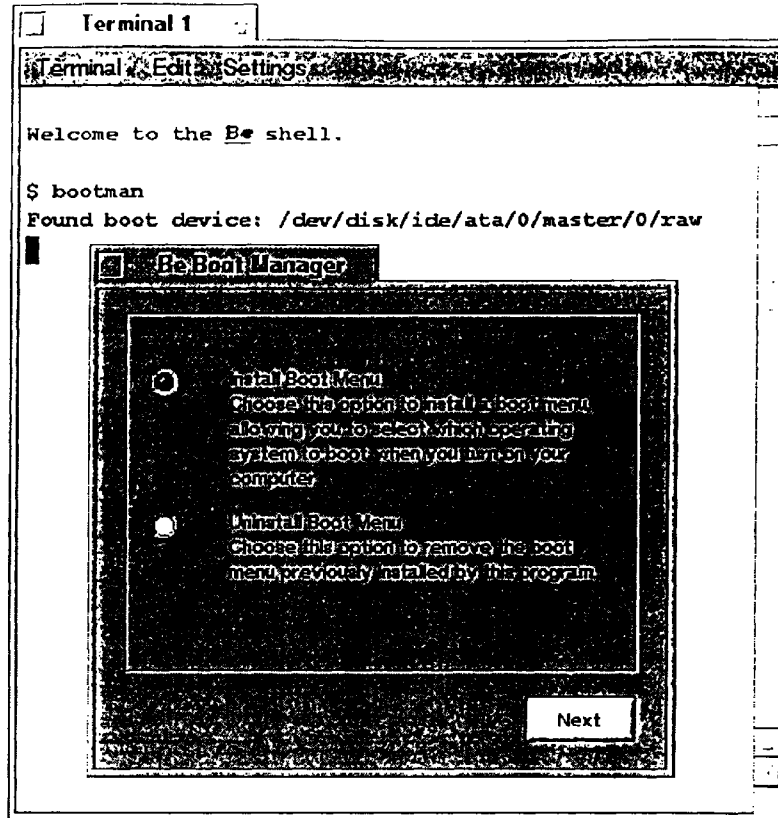 Terminal 1
Terminal Edit Settings
Welcome to the Be shell.
$ bootman
Found boot device: /dev/disk/ide/ata/0/master/0/raw
Be Boot Manager
Install Boot Menu
Choose this option to install a boot menu,
allowing you to select which operating
system to boot when you turn on your
computer.
Uninstall Boot Menu
Choose this option to remove the boot
menu previously installed by this program.
Next